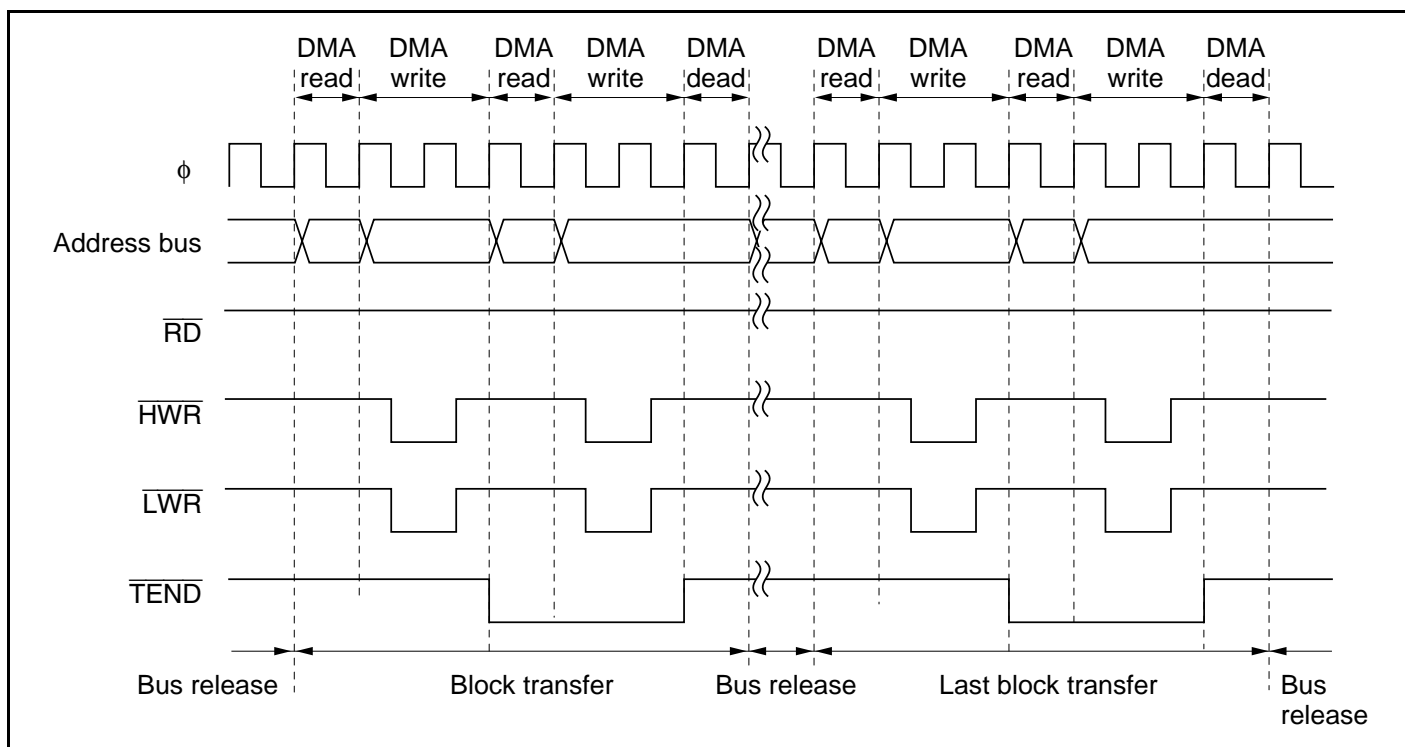 DMA read
DMA write
DMA read
DMA write
DMA dead
DMA read
DMA write
DMA read
DMA write
DMA dead
φ
Address bus
RD
HWR
LWR
TEND
Bus release
Block transfer
Bus release
Last block transfer
Bus
release